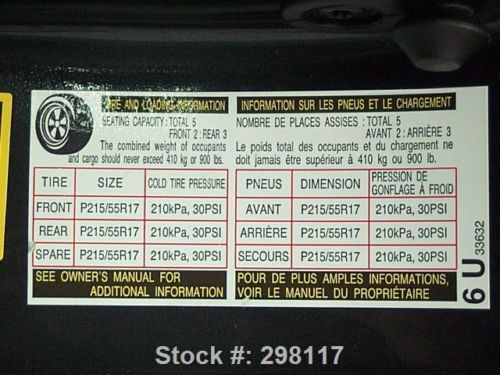 TIRE AND LOADING INFORMATION
SEATING CAPACITY: TOTAL 5
FRONT 2 : REAR 3
The combined weight of occupants
and cargo should never exceed 410 kg or 900 lbs.
TIRE SIZE COLD TIRE PRESSURE
FRONT P215/55R17 210kPa, 30PSI
REAR P215/55R17 210kPa, 30PSI
SPARE P215/55R17 210kPa, 30PSI
SEE OWNER'S MANUAL FOR
ADDITIONAL INFORMATION
INFORMATION SUR LES PNEUS ET LE CHARGEMENT
NOMBRE DE PLACES ASSISES : TOTAL 5
AVANT 2 : ARRIÈRE 3
Le poids total des occupants et du chargement ne
doit jamais être supérieur à 410 kg ou 900 lb.
PNEUS DIMENSION PRESSION DE
GONFLAGE À FROID
AVANT P215/55R17 210kPa, 30PSI
ARRIÈRE P215/55R17 210kPa, 30PSI
SECOURS P215/55R17 210kPa, 30PSI
POUR DE PLUS AMPLES INFORMATIONS,
VOIR LE MANUEL DU PROPRIÉTAIRE
6 U 33632
Stock #: 298117